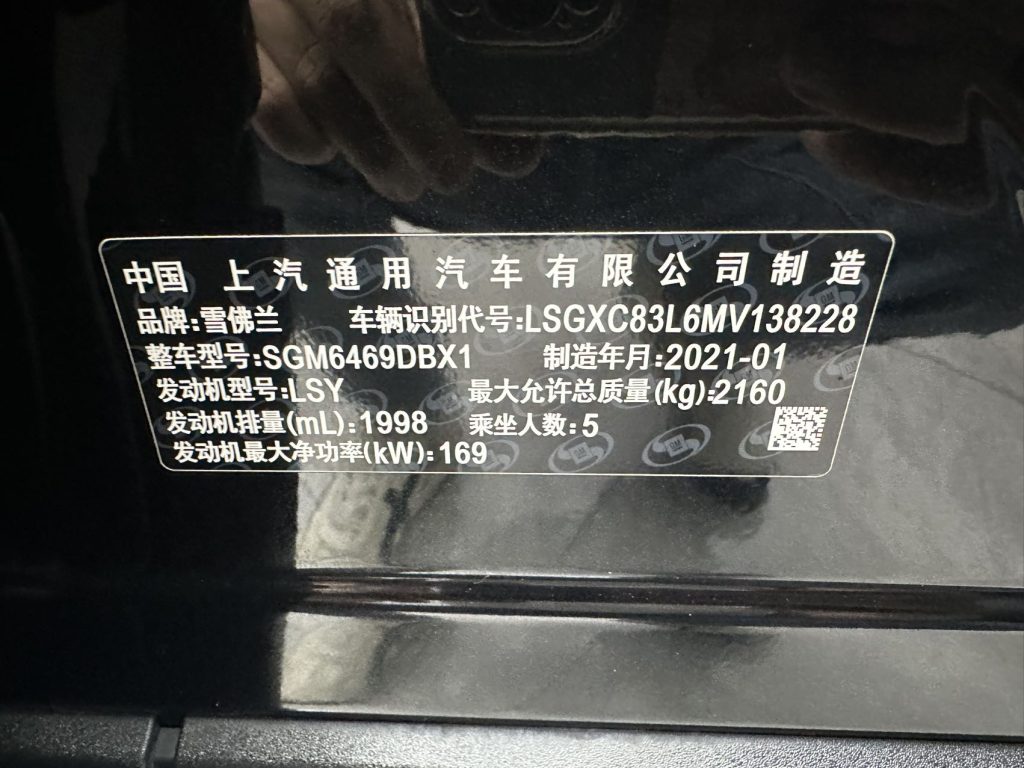 中国 上汽通用汽车有限公司制造
品牌:雪佛兰 车辆识别代号:LSGXC83L6MV138228
整车型号:SGM6469DBX1 制造年月:2021-01
发动机型号:LSY 最大允许总质量(kg):2160
发动机排量(mL):1998 乘坐人数:5
发动机最大净功率(kW):169